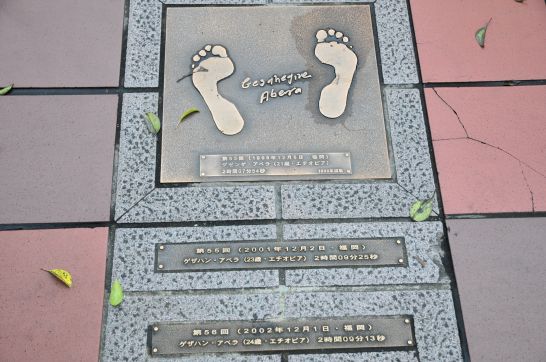 Gezahegne
Abera
第53回 (1999年12月5日・福岡)
ゲザハン・アベラ (21歳・エチオピア)
2時間07分54秒
第55回 (2001年12月2日・福岡)
ゲザハン・アベラ (23歳・エチオピア) 2時間09分25秒
第56回 (2002年12月1日・福岡)
ゲザハン・アベラ (24歳・エチオピア) 2時間09分13秒